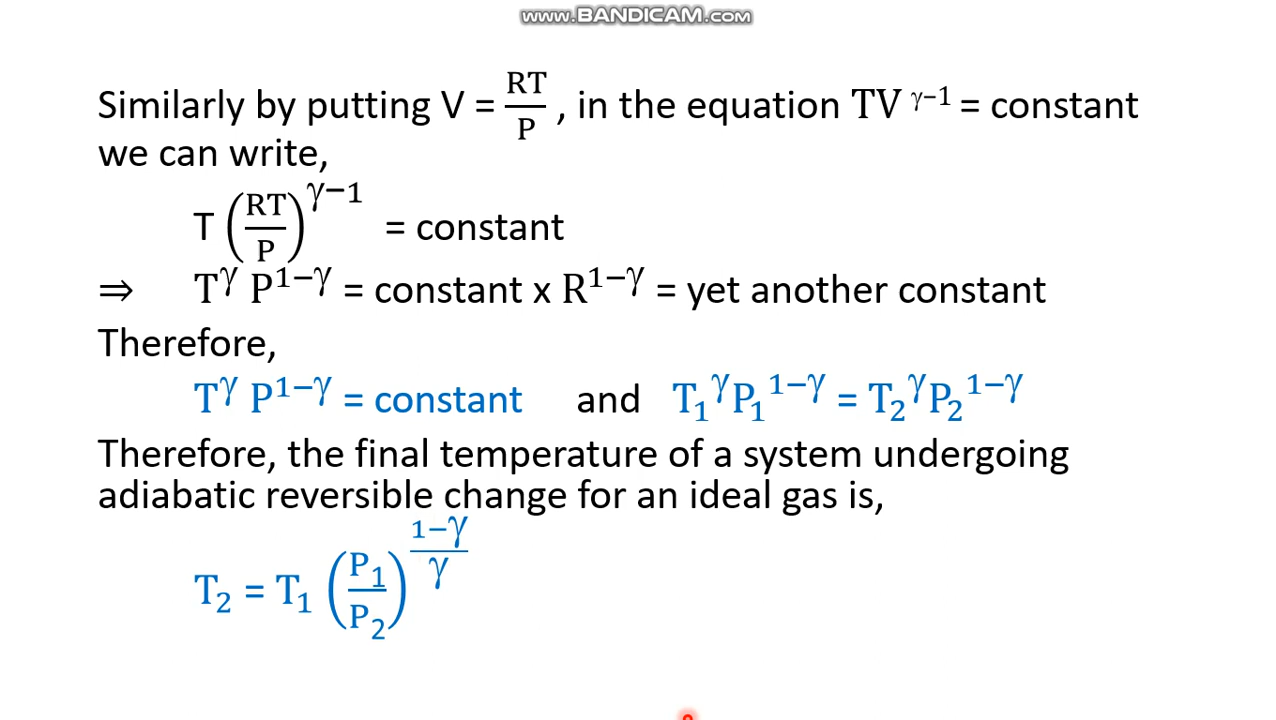 www.BANDICAM.com
Similarly by putting V = RT/P , in the equation TV ^γ−1 = constant
we can write,
T (RT/P)^γ−1 = constant
⇒ T^γ P^1−γ = constant x R^1−γ = yet another constant
Therefore,
T^γ P^1−γ = constant and T₁^γ P₁^1−γ = T₂^γ P₂^1−γ
Therefore, the final temperature of a system undergoing
adiabatic reversible change for an ideal gas is,
T₂ = T₁ (P₁/P₂)^(1−γ)/γ